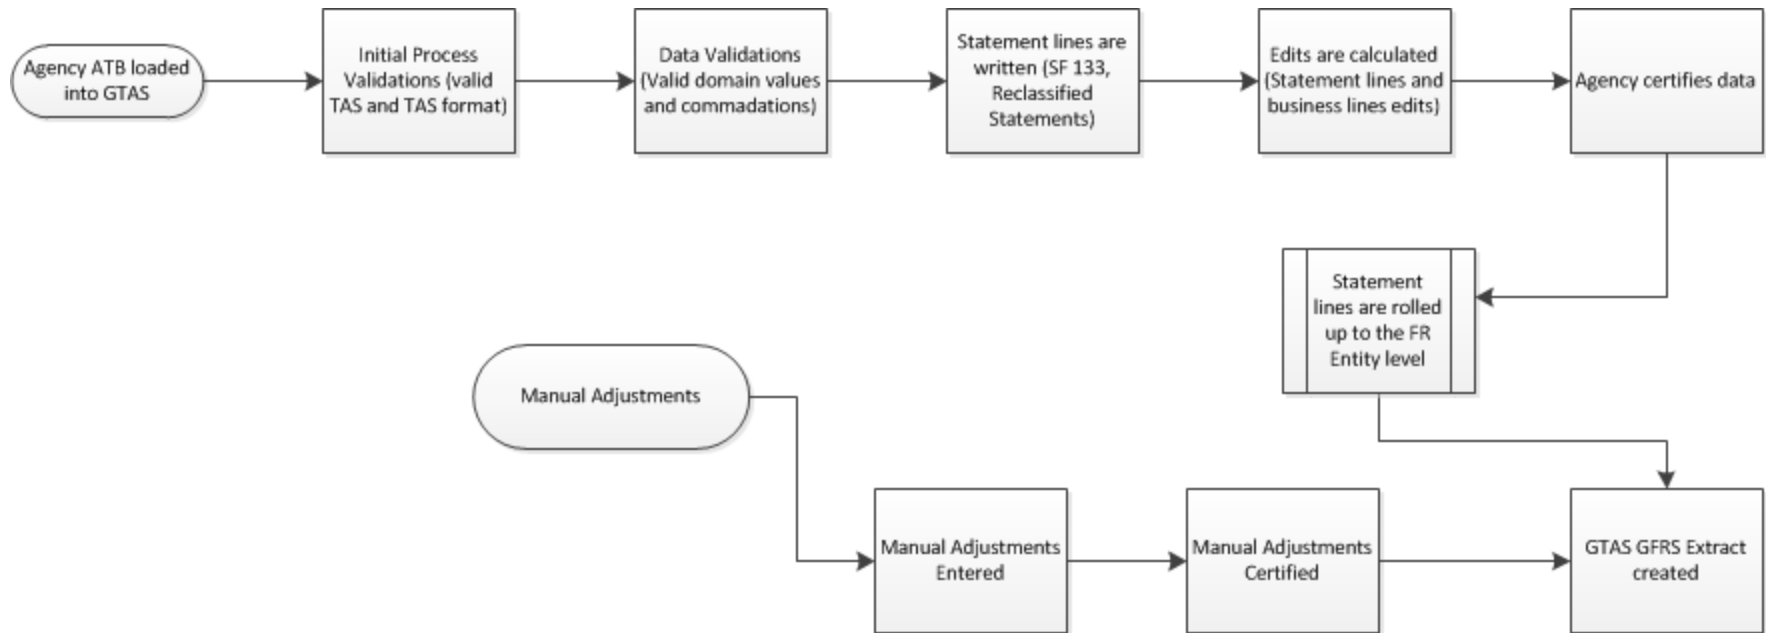 Agency ATB loaded
into GTAS
Initial Process
Validations (valid
TAS and TAS format)
Data Validations
(Valid domain values
and commadations)
Statement lines are
written (SF 133,
Reclassified
Statements)
Edits are calculated
(Statement lines and
business lines edits)
Agency certifies data
Statement
lines are rolled
up to the FR
Entity level
Manual Adjustments
Manual Adjustments
Entered
Manual Adjustments
Certified
GTAS GFRS Extract
created